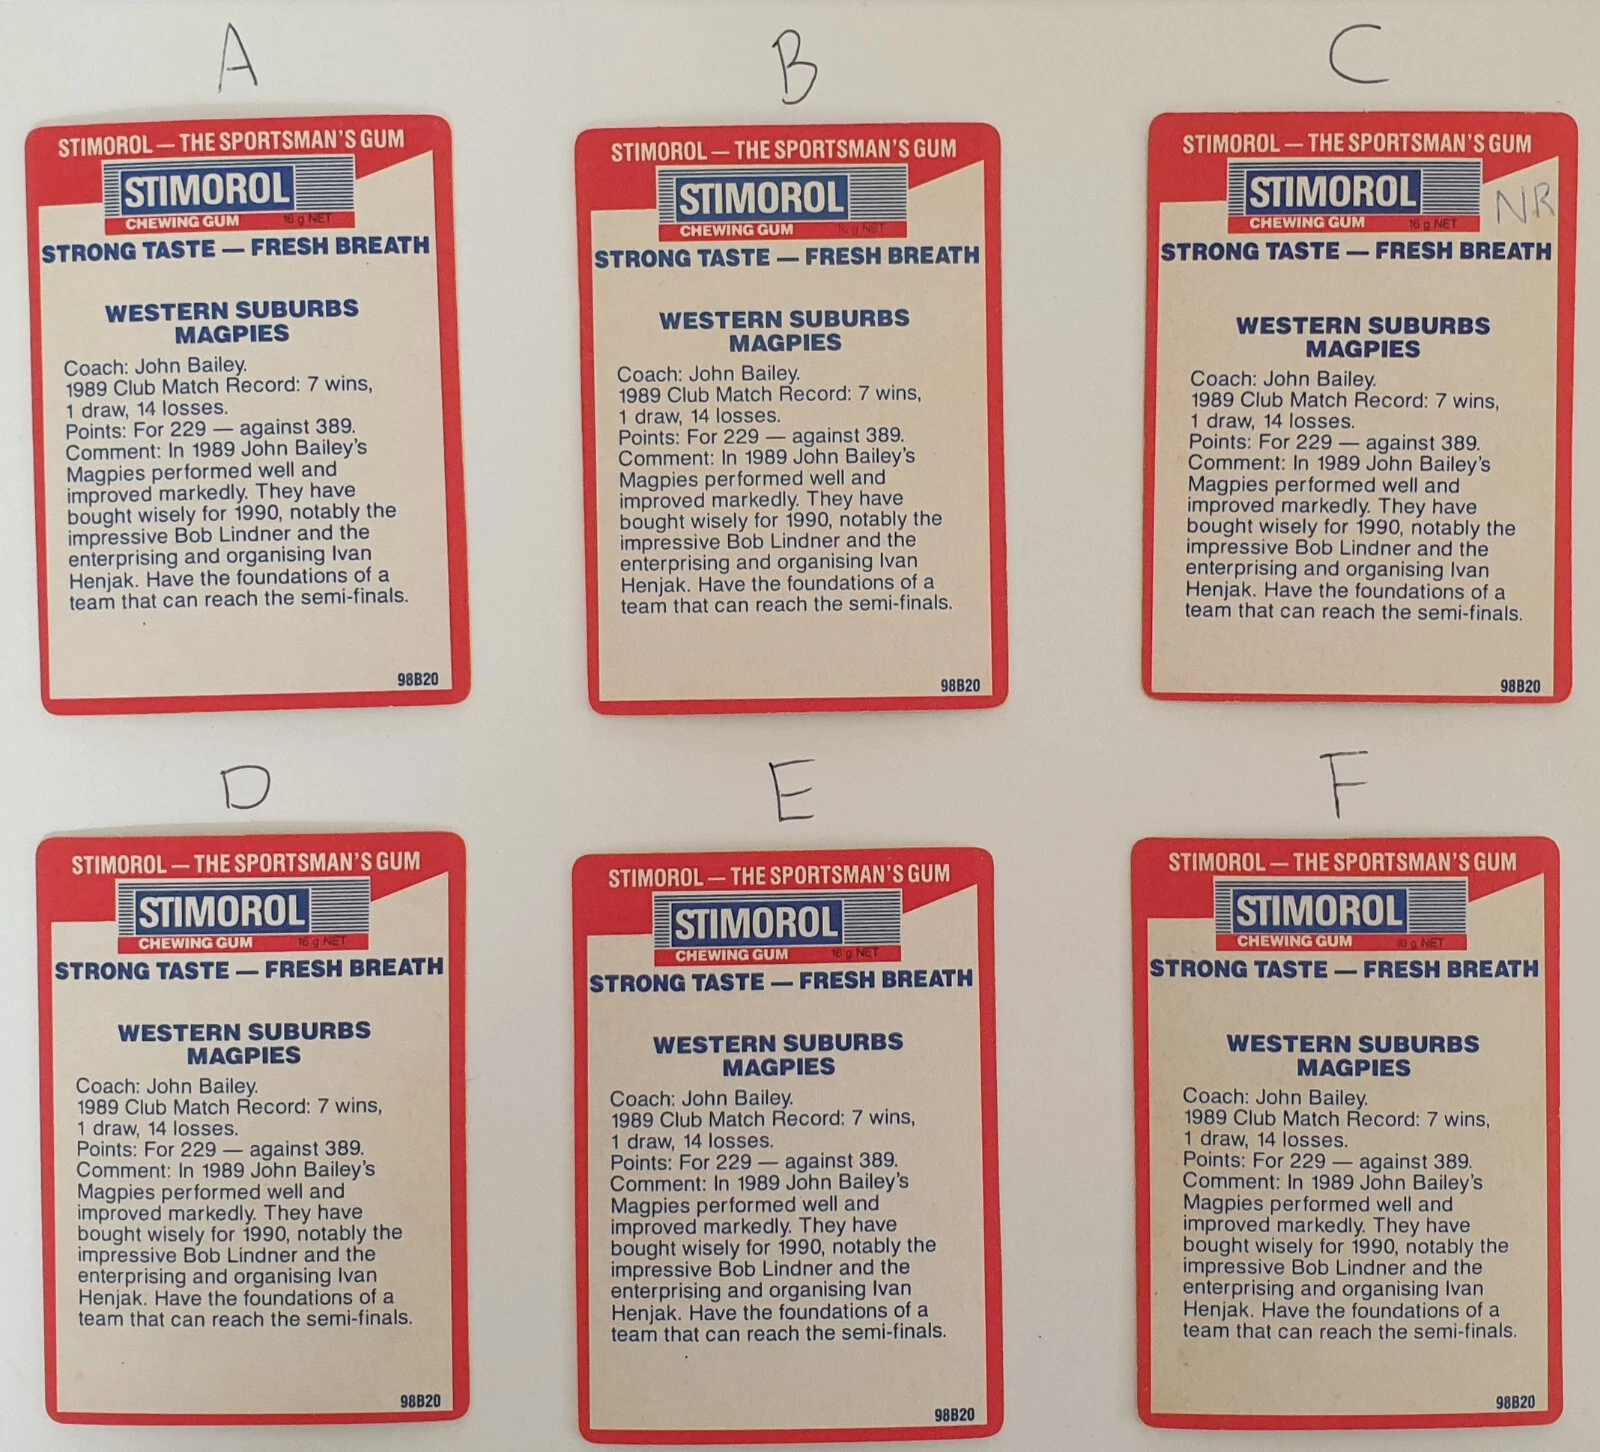 A
STIMOROL — THE SPORTSMAN'S GUM
STIMOROL
CHEWING GUM 16 g NET
STRONG TASTE — FRESH BREATH
WESTERN SUBURBS
MAGPIES
Coach: John Bailey.
1989 Club Match Record: 7 wins,
1 draw, 14 losses.
Points: For 229 — against 389.
Comment: In 1989 John Bailey's
Magpies performed well and
improved markedly. They have
bought wisely for 1990, notably the
impressive Bob Lindner and the
enterprising and organising Ivan
Henjak. Have the foundations of a
team that can reach the semi-finals.
98B20
B
STIMOROL — THE SPORTSMAN'S GUM
STIMOROL
CHEWING GUM 16 g NET
STRONG TASTE — FRESH BREATH
WESTERN SUBURBS
MAGPIES
Coach: John Bailey.
1989 Club Match Record: 7 wins,
1 draw, 14 losses.
Points: For 229 — against 389.
Comment: In 1989 John Bailey's
Magpies performed well and
improved markedly. They have
bought wisely for 1990, notably the
impressive Bob Lindner and the
enterprising and organising Ivan
Henjak. Have the foundations of a
team that can reach the semi-finals.
98B20
C
STIMOROL — THE SPORTSMAN'S GUM
STIMOROL
NR
CHEWING GUM 16 g NET
STRONG TASTE — FRESH BREATH
WESTERN SUBURBS
MAGPIES
Coach: John Bailey.
1989 Club Match Record: 7 wins,
1 draw, 14 losses.
Points: For 229 — against 389.
Comment: In 1989 John Bailey's
Magpies performed well and
improved markedly. They have
bought wisely for 1990, notably the
impressive Bob Lindner and the
enterprising and organising Ivan
Henjak. Have the foundations of a
team that can reach the semi-finals.
98B20
D
STIMOROL — THE SPORTSMAN'S GUM
STIMOROL
CHEWING GUM 16 g NET
STRONG TASTE — FRESH BREATH
WESTERN SUBURBS
MAGPIES
Coach: John Bailey.
1989 Club Match Record: 7 wins,
1 draw, 14 losses.
Points: For 229 — against 389.
Comment: In 1989 John Bailey's
Magpies performed well and
improved markedly. They have
bought wisely for 1990, notably the
impressive Bob Lindner and the
enterprising and organising Ivan
Henjak. Have the foundations of a
team that can reach the semi-finals.
98B20
E
STIMOROL — THE SPORTSMAN'S GUM
STIMOROL
CHEWING GUM 16 g NET
STRONG TASTE — FRESH BREATH
WESTERN SUBURBS
MAGPIES
Coach: John Bailey.
1989 Club Match Record: 7 wins,
1 draw, 14 losses.
Points: For 229 — against 389.
Comment: In 1989 John Bailey's
Magpies performed well and
improved markedly. They have
bought wisely for 1990, notably the
impressive Bob Lindner and the
enterprising and organising Ivan
Henjak. Have the foundations of a
team that can reach the semi-finals.
98B20
F
STIMOROL — THE SPORTSMAN'S GUM
STIMOROL
CHEWING GUM 16 g NET
STRONG TASTE — FRESH BREATH
WESTERN SUBURBS
MAGPIES
Coach: John Bailey.
1989 Club Match Record: 7 wins,
1 draw, 14 losses.
Points: For 229 — against 389.
Comment: In 1989 John Bailey's
Magpies performed well and
improved markedly. They have
bought wisely for 1990, notably the
impressive Bob Lindner and the
enterprising and organising Ivan
Henjak. Have the foundations of a
team that can reach the semi-finals.
98B20